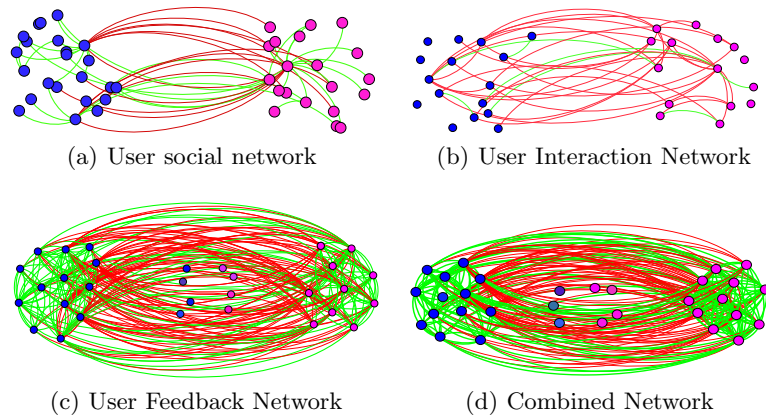 (a) User social network
(b) User Interaction Network
(c) User Feedback Network
(d) Combined Network